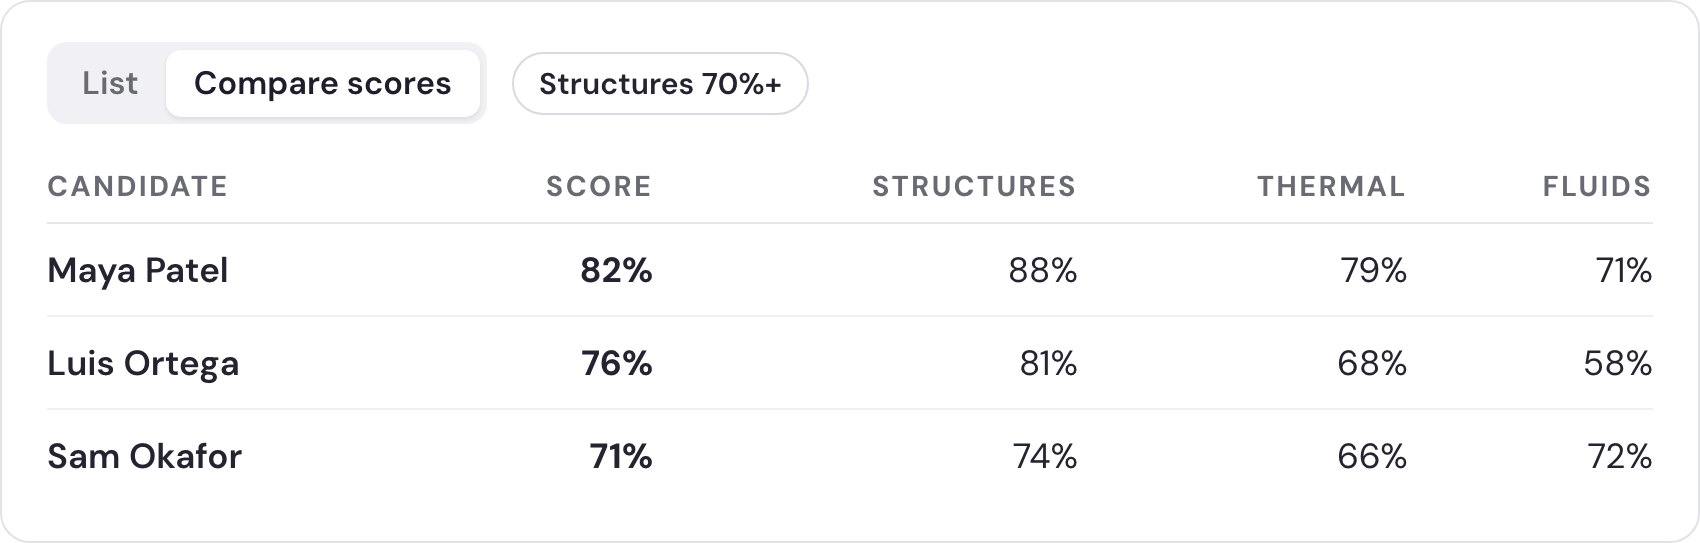 List Compare scores Structures 70%+
CANDIDATE SCORE STRUCTURES THERMAL FLUIDS
Maya Patel 82% 88% 79% 71%
Luis Ortega 76% 81% 68% 58%
Sam Okafor 71% 74% 66% 72%